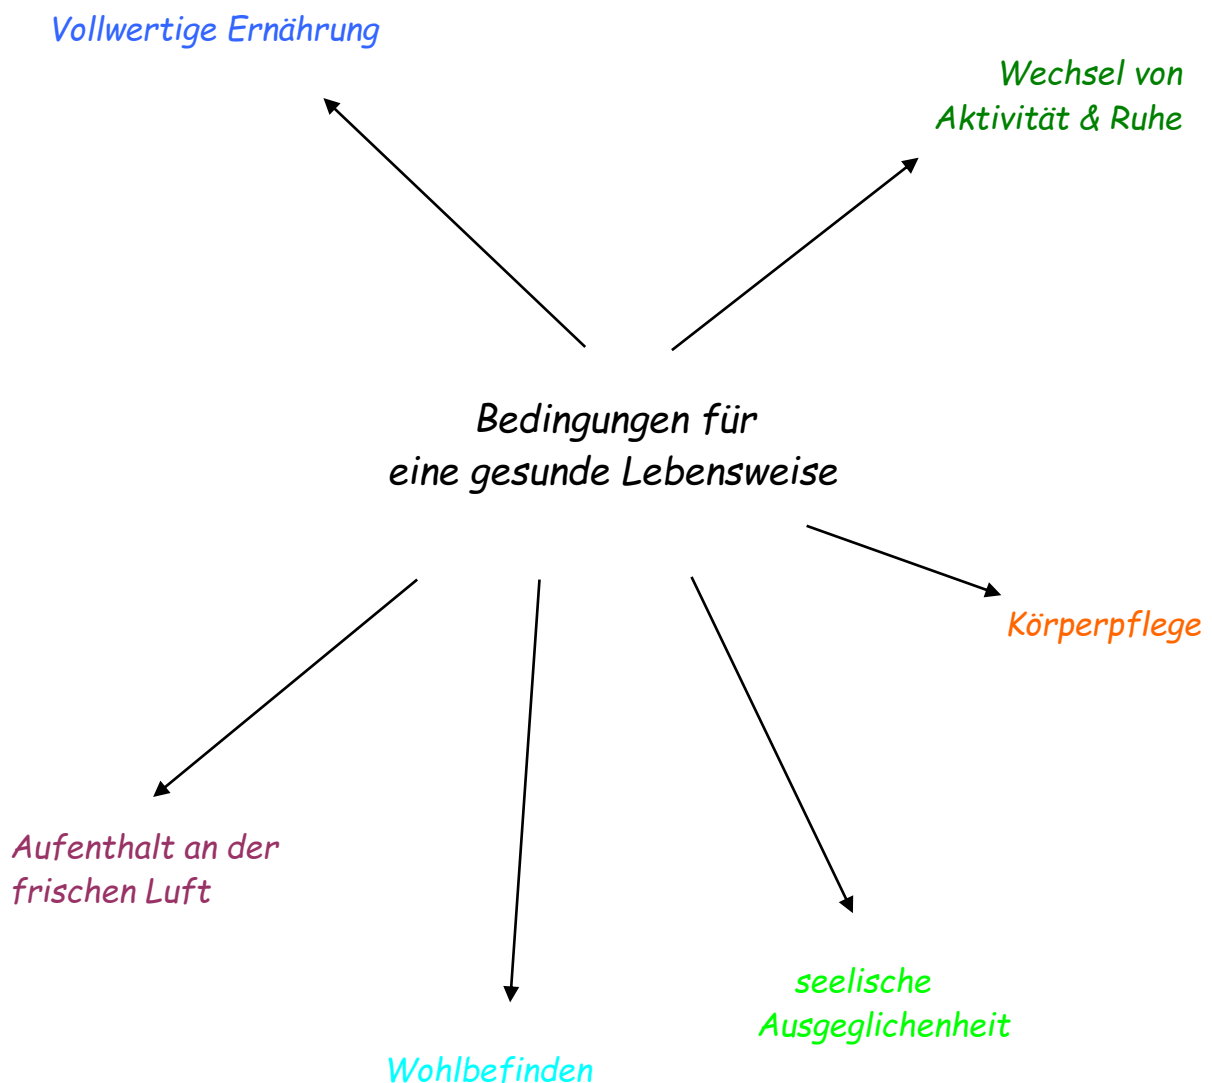 Vollwertige Ernährung
Wechsel von
Aktivität & Ruhe
Bedingungen für
eine gesunde Lebensweise
Körperpflege
Aufenthalt an der
frischen Luft
seelische
Ausgeglichenheit
Wohlbefinden